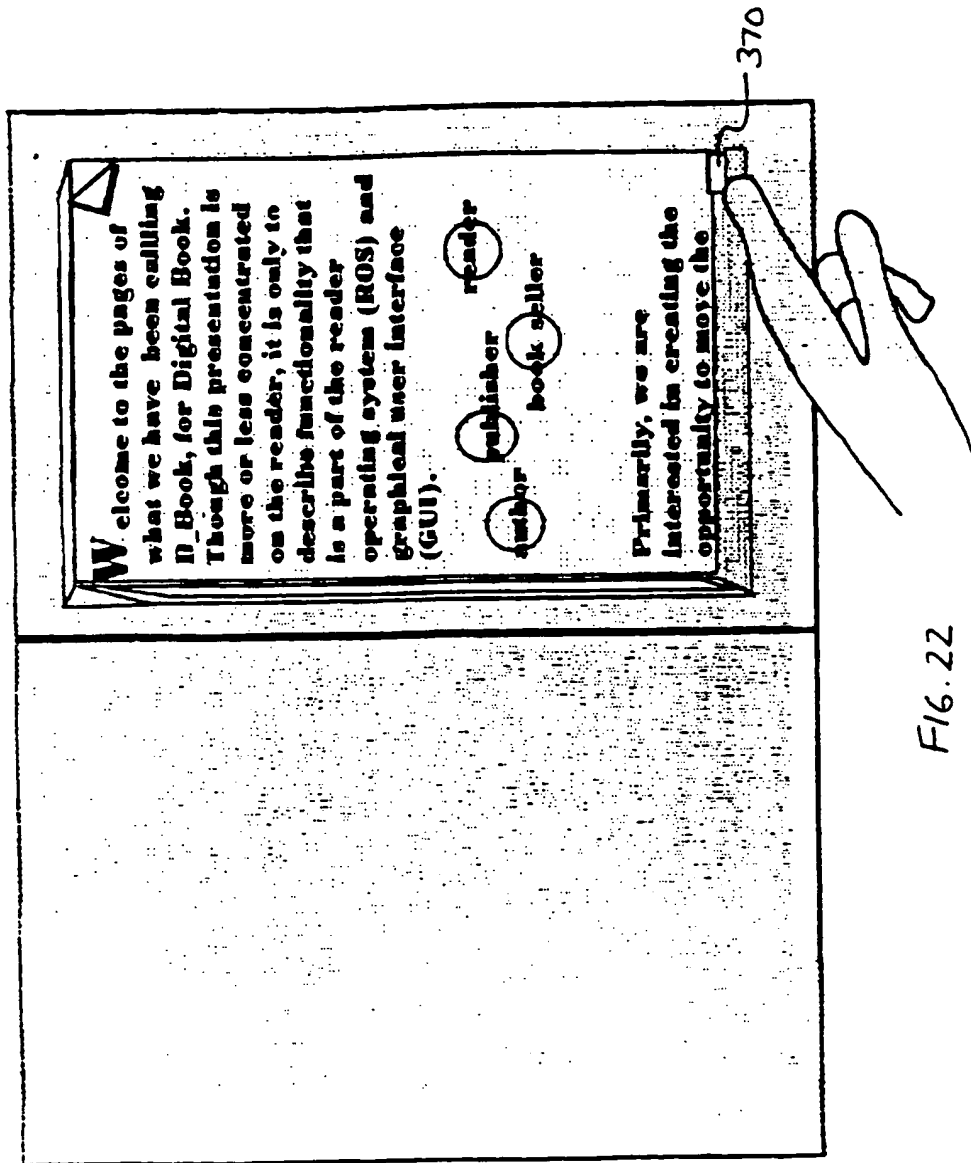 Welcome to the pages of
what we have been callling
D_Book, for Digital Book.
Though this presentation is
more or less concentrated
on the reader, it is only to
describe functionality that
is a part of the reader
operating system (ROS) and
graphical user interface
(GUI).
author publisher book seller reader
Primarily, we are
interested in creating the
opportunity to move the
370
FIG. 22